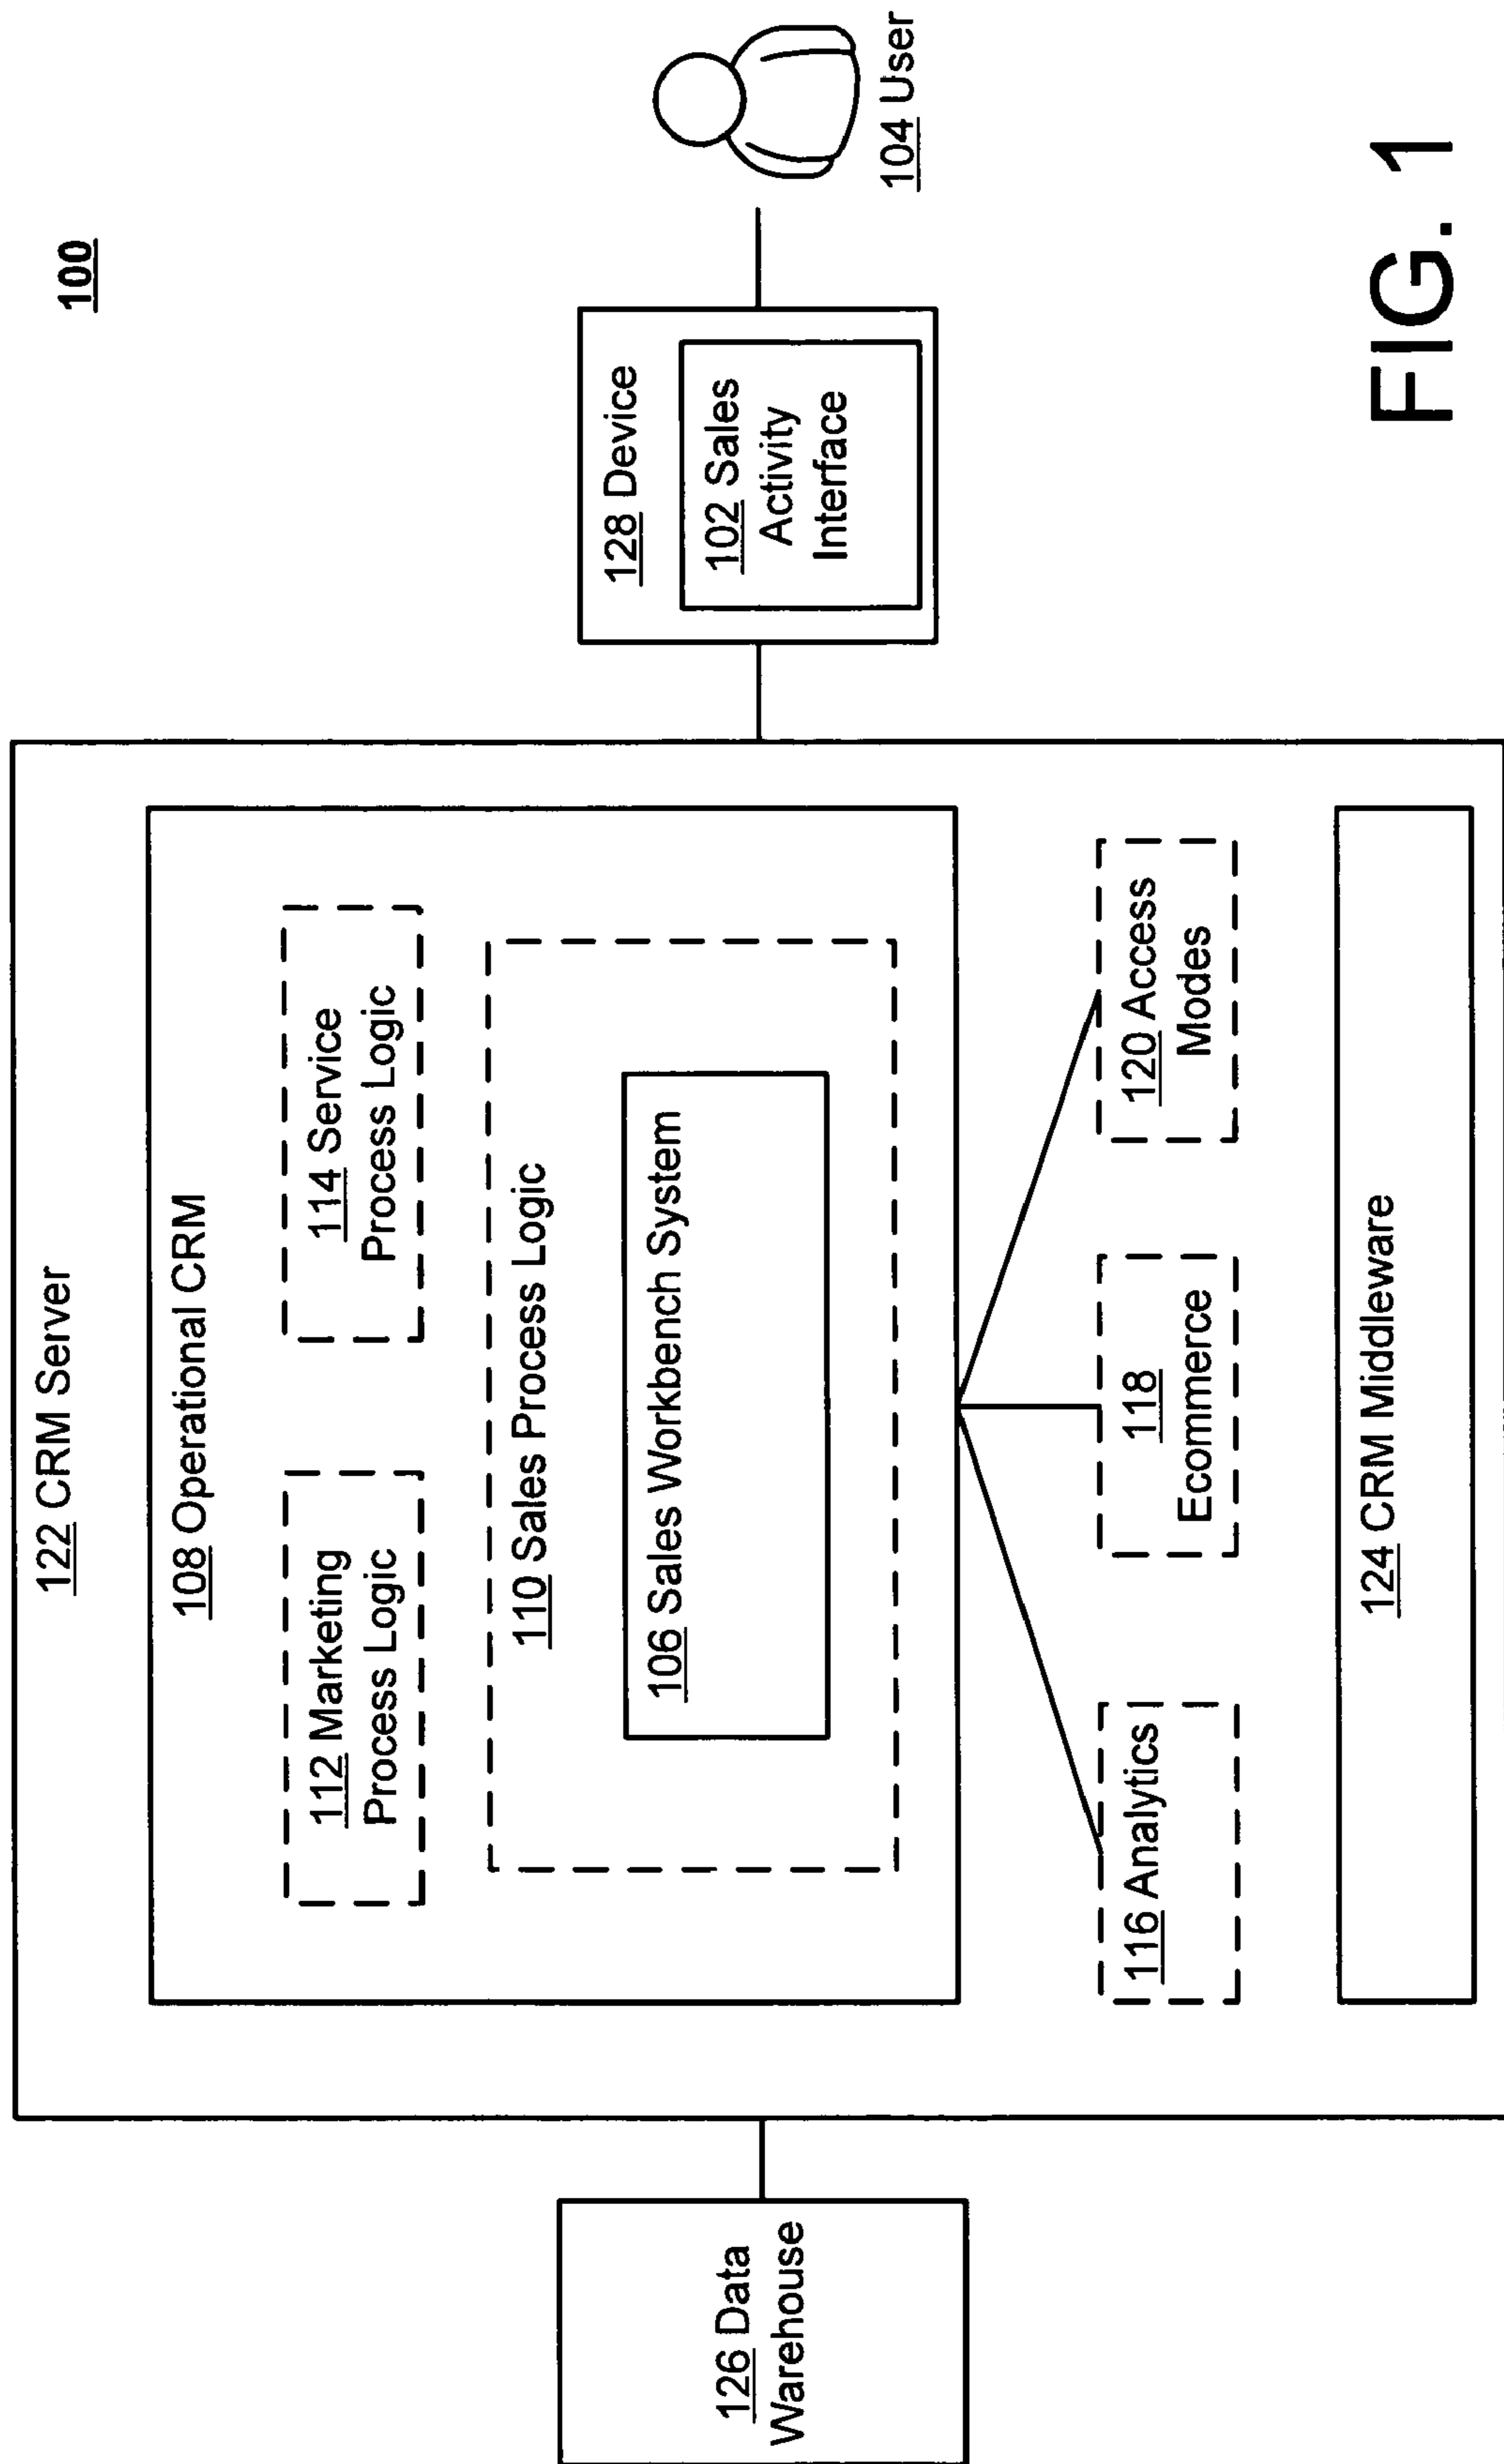 100
122 CRM Server
108 Operational CRM
112 Marketing
Process Logic
114 Service
Process Logic
110 Sales Process Logic
106 Sales Workbench System
116 Analytics
118
Ecommerce
120 Access
Modes
124 CRM Middleware
126 Data
Warehouse
128 Device
102 Sales
Activity
Interface
104 User
FIG. 1